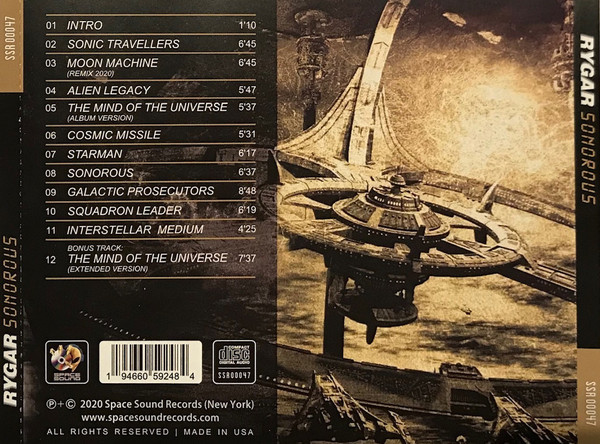 01 INTRO 1'10
02 SONIC TRAVELLERS 6'45
03 MOON MACHINE 6'45
(REMIX 2020)
04 ALIEN LEGACY 5'47
05 THE MIND OF THE UNIVERSE 5'37
(ALBUM VERSION)
06 COSMIC MISSILE 5'31
07 STARMAN 6'17
08 SONOROUS 6'37
09 GALACTIC PROSECUTORS 8'48
10 SQUADRON LEADER 6'19
11 INTERSTELLAR MEDIUM 4'25
BONUS TRACK:
12 THE MIND OF THE UNIVERSE 7'37
(EXTENDED VERSION)
SPACE
SOUND
1 94660 59248 4
COMPACT
disc
DIGITAL AUDIO
SSR00047
℗+© 2020 Space Sound Records (New York)
www.spacesoundrecords.com
ALL RIGHTS RESERVED | MADE IN USA
SSR00047
RYGAR SONOROUS
RYGAR SONOROUS
SSR00047